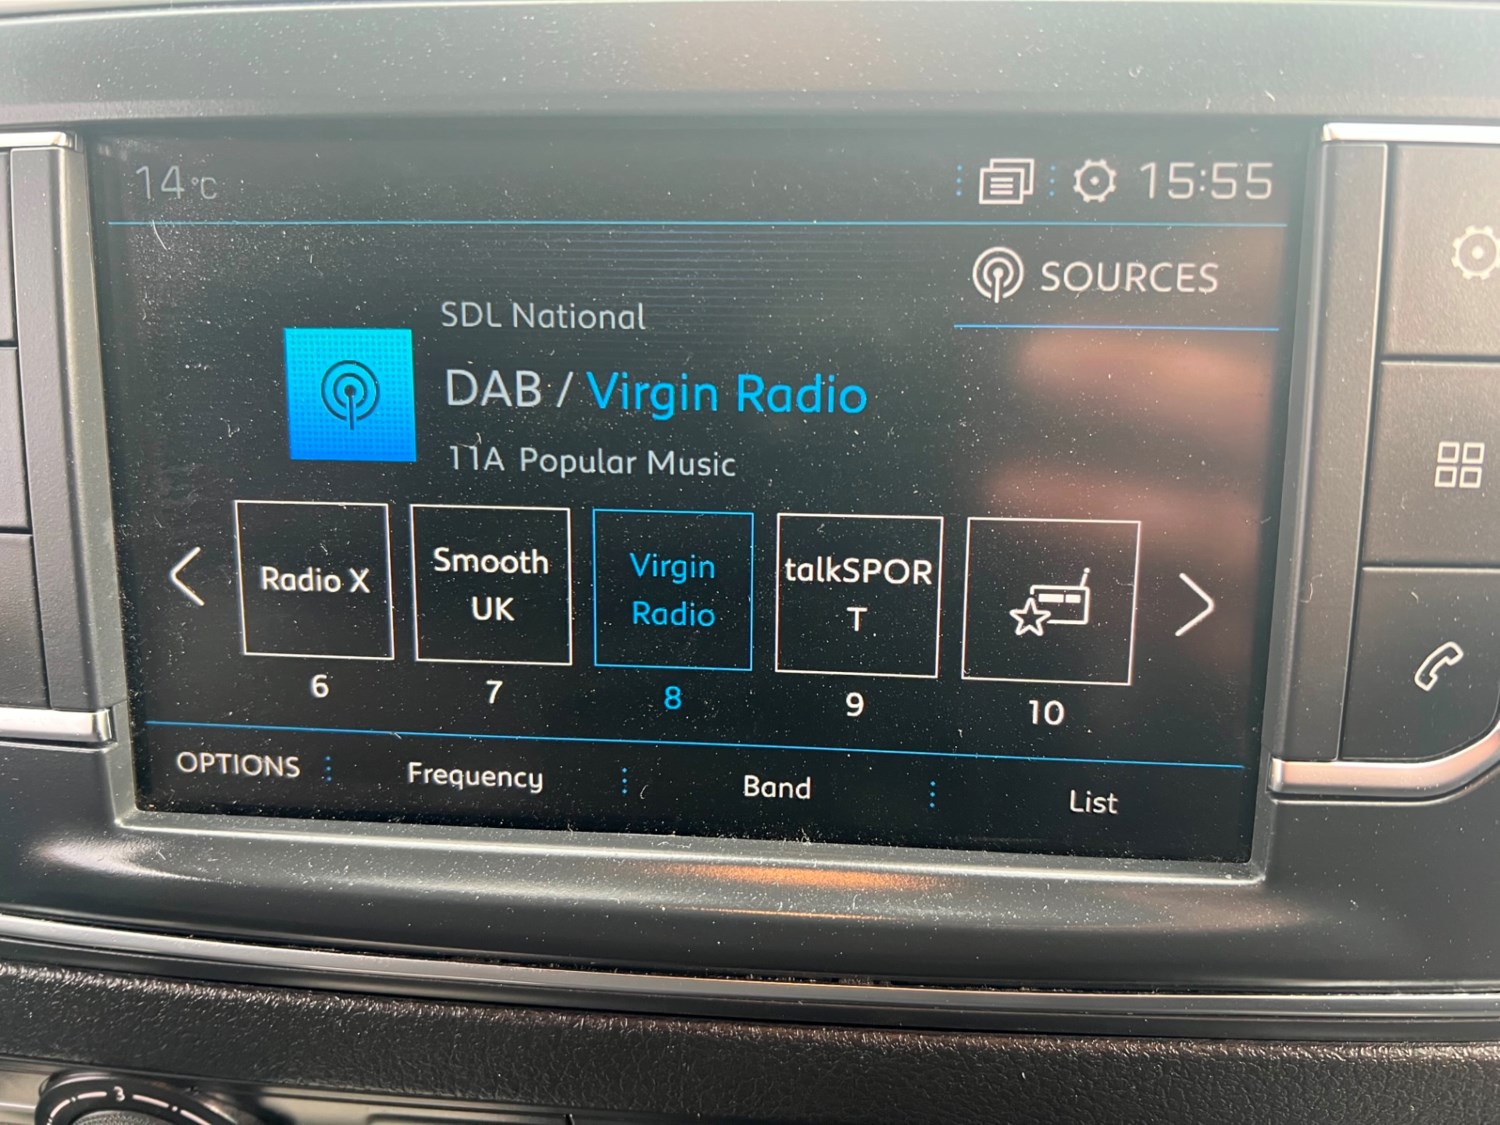 14°C
15:55
SOURCES
SDL National
DAB / Virgin Radio
11A Popular Music
Radio X
Smooth
UK
Virgin
Radio
talkSPOR
T
6
7
8
9
10
OPTIONS
Frequency
Band
List
3